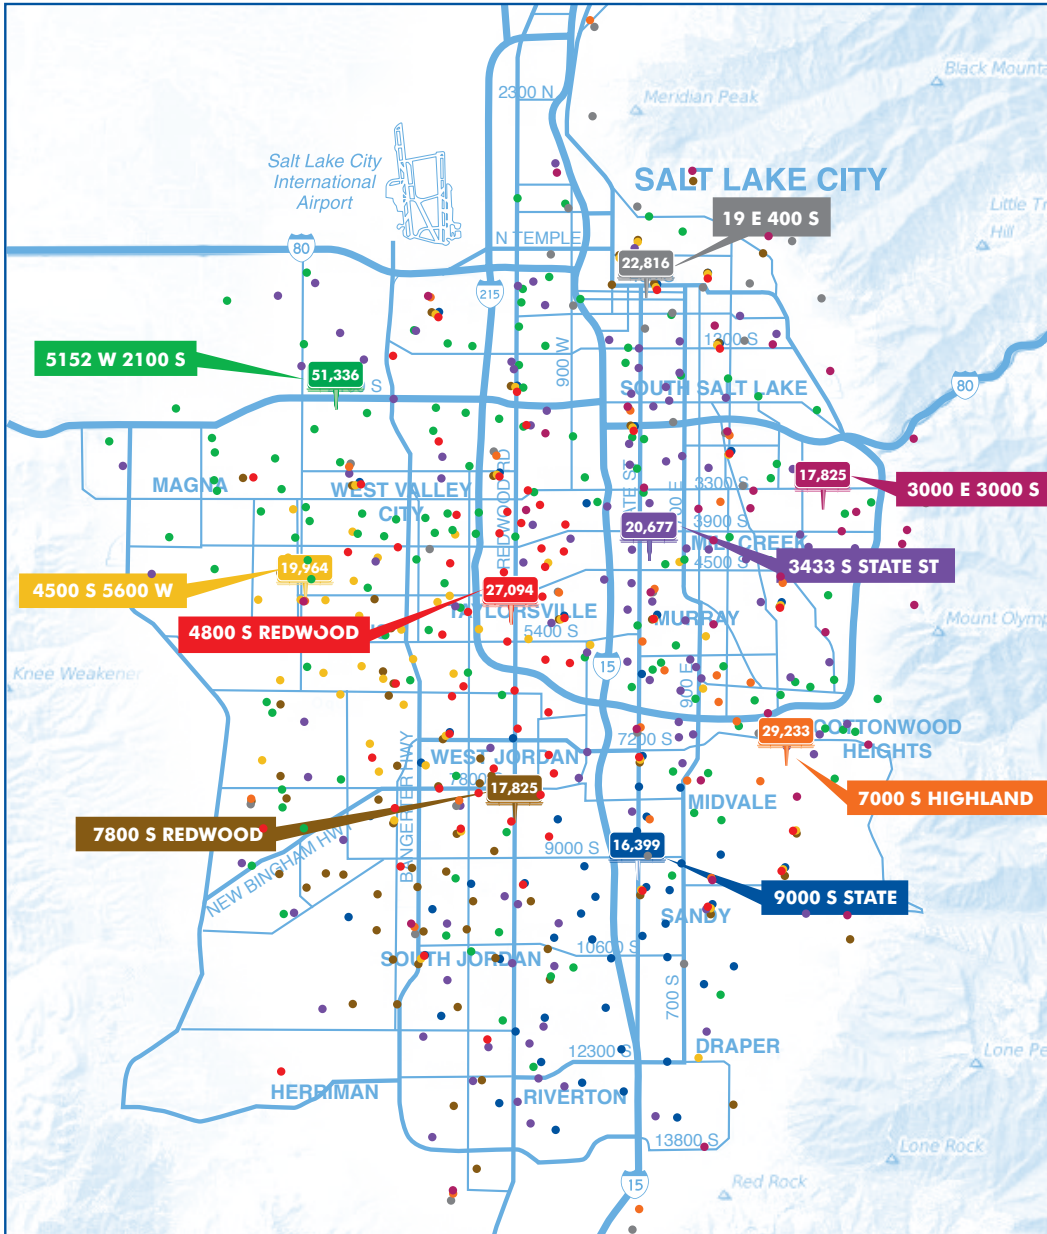 2300 N
Black Mounta
Meridian Peak
Salt Lake City
International
Airport
SALT LAKE CITY
19 E 400 S
Little Tr
Hill
N TEMPLE
80
22,816
215
1300 S
5152 W 2100 S
51,336
S
900 W
SOUTH SALT LAKE
80
MAGNA
WEST VALLEY
CITY
REDWOOD RD
STATE ST
3300 S
17,825
3000 E 3000 S
20,677
3900 S
MILLCREEK
4500 S
3433 S STATE ST
19,964
4500 S 5600 W
27,094
TAYLORSVILLE
4800 S REDWOOD
5400 S
MURRAY
Mount Olymp
15
900 E
Knee Weakener
29,233
COTTONWOOD
HEIGHTS
7200 S
WEST JORDAN
7800 S
17,825
MIDVALE
7000 S HIGHLAND
7800 S REDWOOD
BANGERTER HWY
NEW BINGHAM HWY
9000 S
16,399
9000 S STATE
SANDY
10600 S
SOUTH JORDAN
700 S
DRAPER
12300 S
Lone Pe
HERRIMAN
RIVERTON
13800 S
Lone Rock
15
Red Rock